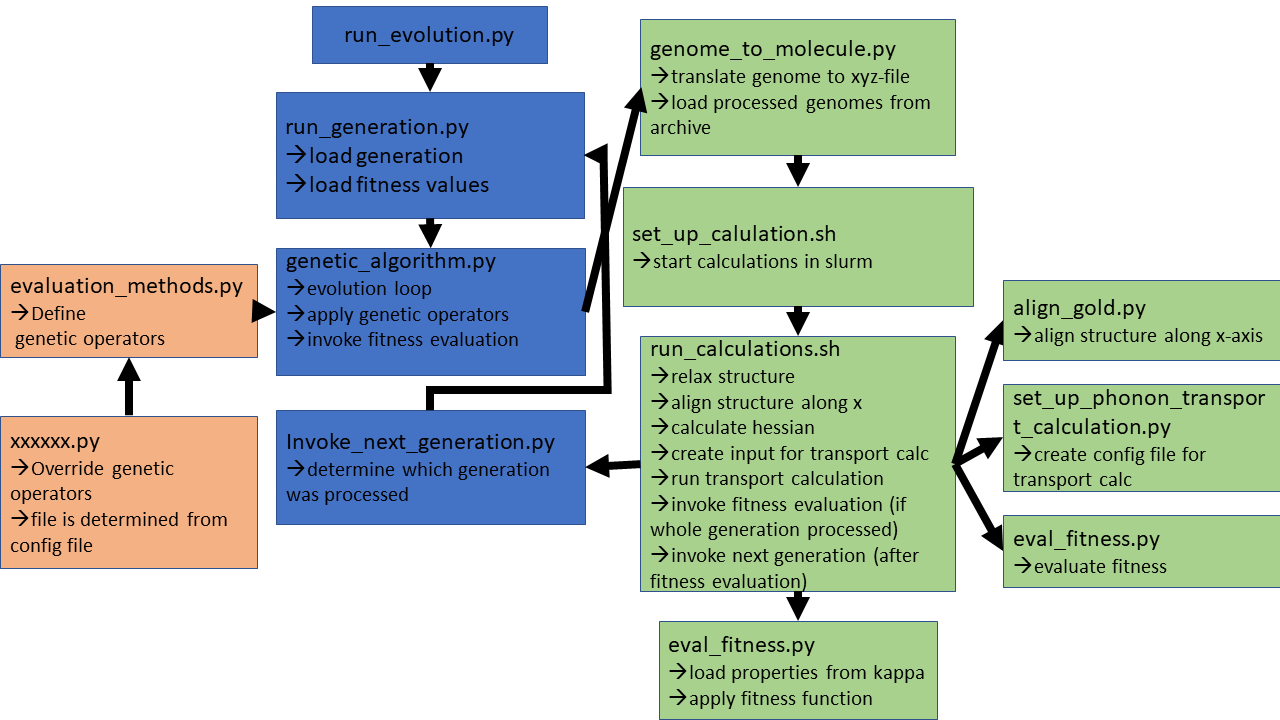 run_evolution.py
run_generation.py
→load generation
→load fitness values
genetic_algorithm.py
→evolution loop
→apply genetic operators
→invoke fitness evaluation
evaluation_methods.py
→Define
genetic operators
xxxxxx.py
→Override genetic
operators
→file is determined from
config file
Invoke_next_generation.py
→determine which generation
was processed
genome_to_molecule.py
→translate genome to xyz-file
→load processed genomes from
archive
set_up_calulation.sh
→start calculations in slurm
run_calculations.sh
→relax structure
→align structure along x
→calculate hessian
→create input for transport calc
→run transport calculation
→invoke fitness evaluation (if
whole generation processed)
→invoke next generation (after
fitness evaluation)
align_gold.py
→align structure along x-axis
set_up_phonon_transpor
t_calculation.py
→create config file for
transport calc
eval_fitness.py
→evaluate fitness
eval_fitness.py
→load properties from kappa
→apply fitness function